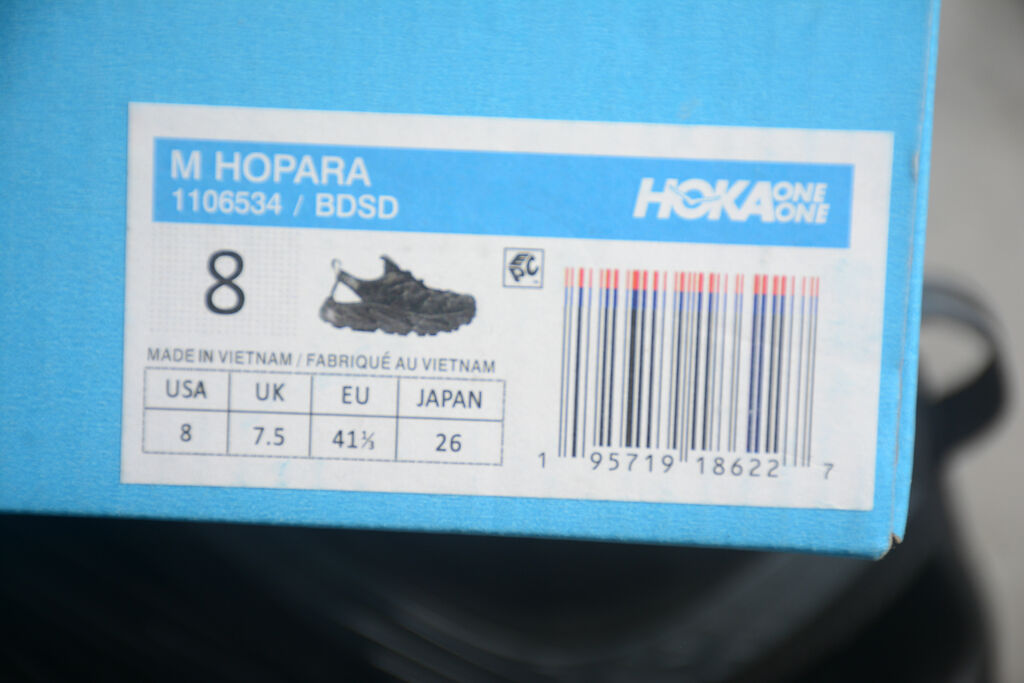 M HOPARA
1106534 / BDSD
HOKA ONE ONE
8
EPC
MADE IN VIETNAM / FABRIQUÉ AU VIETNAM
USA UK EU JAPAN
8 7.5 41⅓ 26
1 95719 18622 7